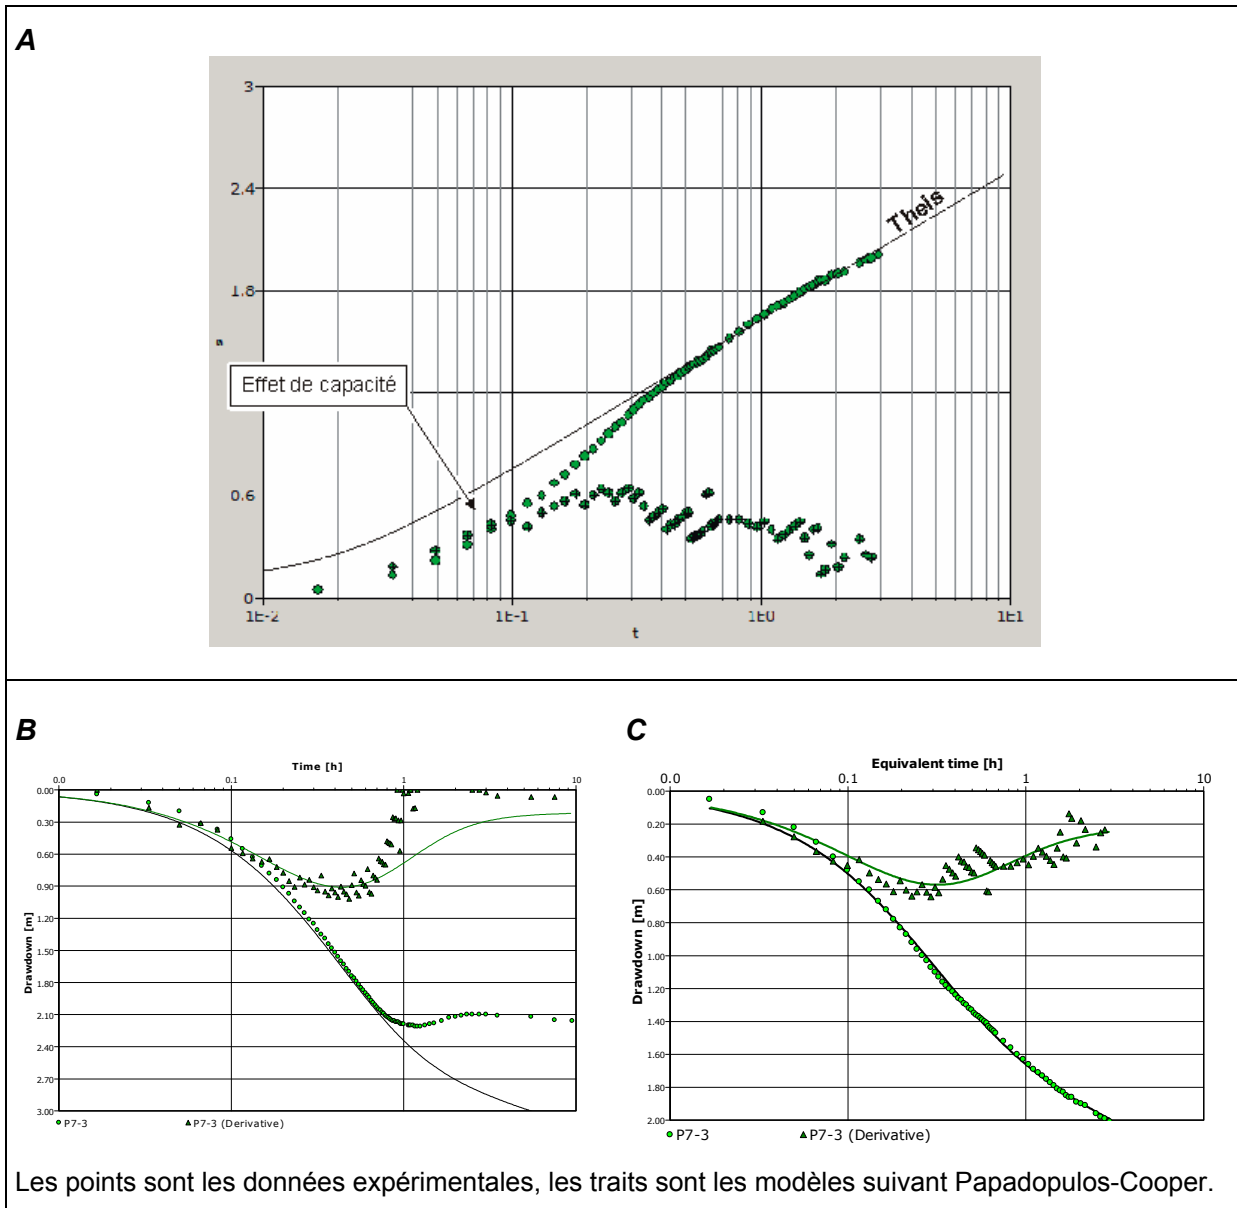 A
3
2.4
Theis
1.8
s
Effet de capacité
0.6
0
1E-2
1E-1
1E0
1E1
t
B
Time [h]
0.0
0.1
1
10
0.00
0.30
0.60
0.90
1.20
1.50
1.80
2.10
2.40
2.70
3.00
Drawdown [m]
P7-3
P7-3 (Derivative)
C
Equivalent time [h]
0.0
0.1
1
10
0.00
0.20
0.40
0.60
0.80
1.00
1.20
1.40
1.60
1.80
2.00
Drawdown [m]
P7-3
P7-3 (Derivative)
Les points sont les données expérimentales, les traits sont les modèles suivant Papadopulos-Cooper.